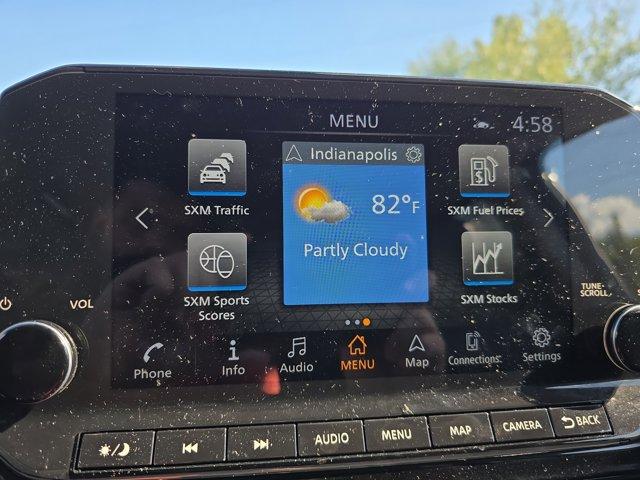 MENU
4:58
Indianapolis
82°F
Partly Cloudy
SXM Traffic
SXM Fuel Prices
SXM Sports
Scores
SXM Stocks
VOL
TUNE·
SCROLL
Phone
Info
Audio
MENU
Map
Connections
Settings
AUDIO
MENU
MAP
CAMERA
BACK